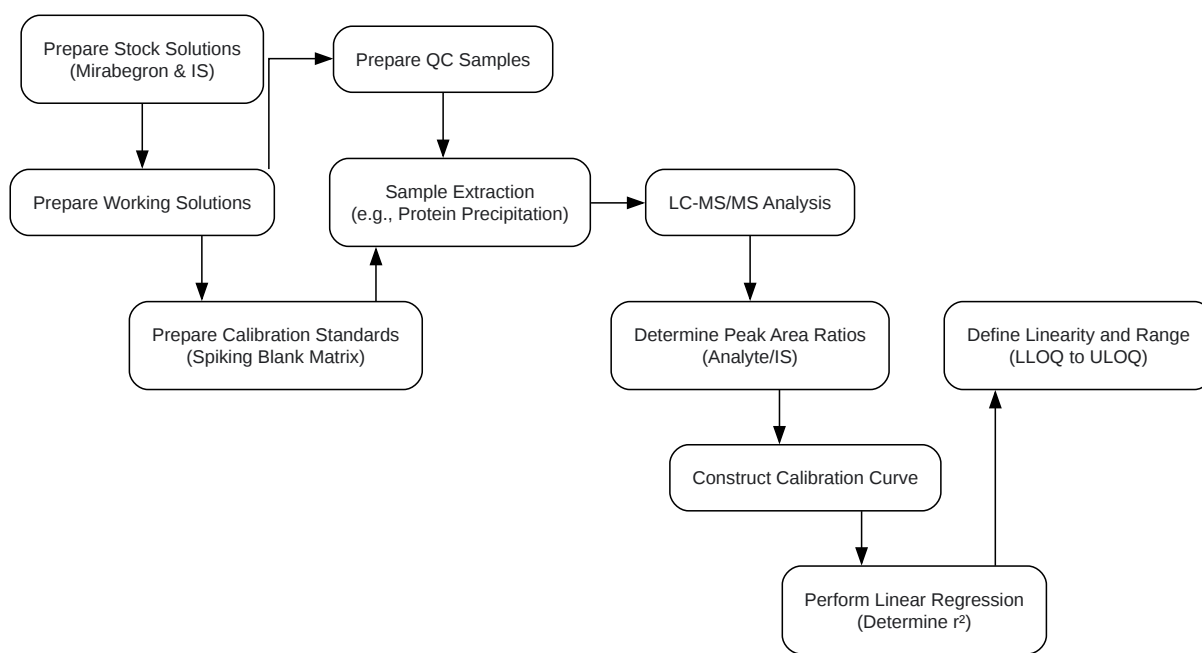 Prepare Stock Solutions
(Mirabegron & IS)
Prepare QC Samples
Prepare Working Solutions
Sample Extraction
(e.g., Protein Precipitation)
LC-MS/MS Analysis
Prepare Calibration Standards
(Spiking Blank Matrix)
Determine Peak Area Ratios
(Analyte/IS)
Define Linearity and Range
(LLOQ to ULOQ)
Construct Calibration Curve
Perform Linear Regression
(Determine r²)